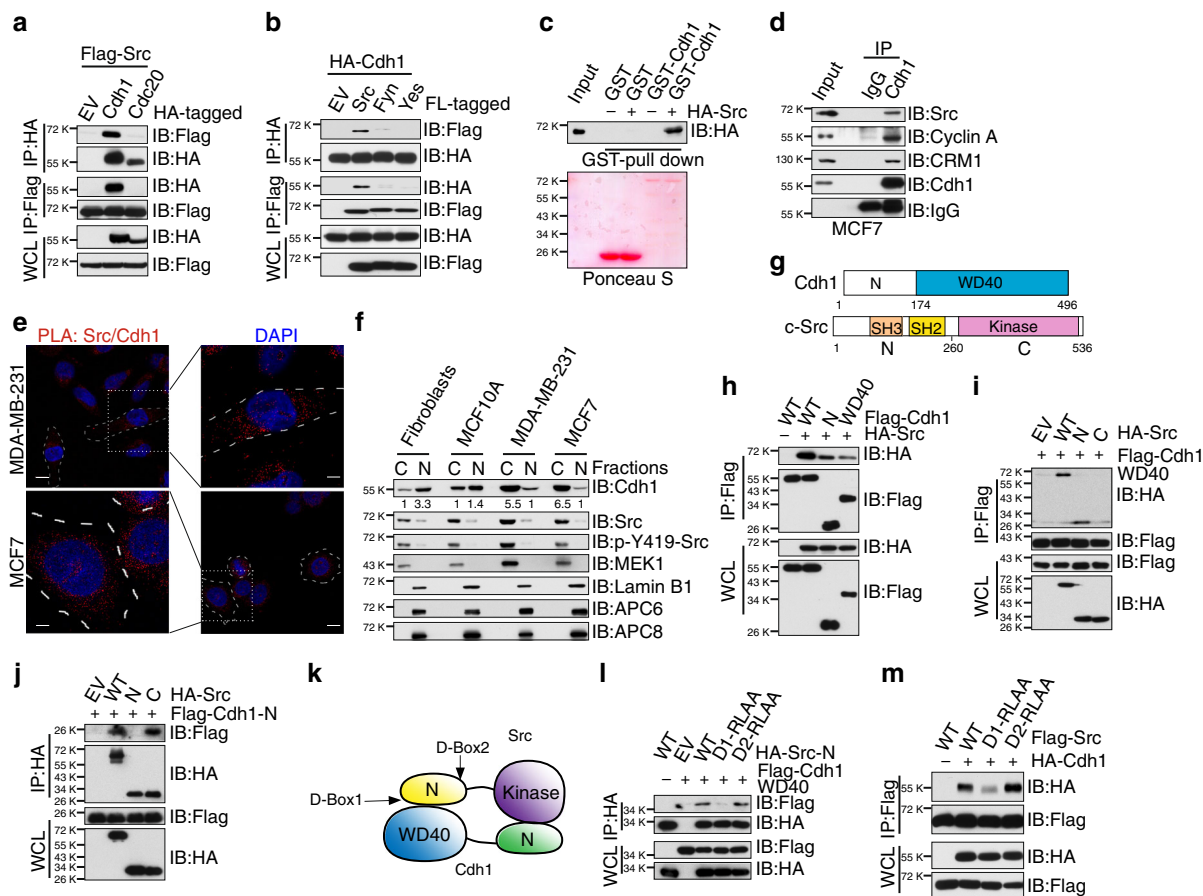 a
Flag-Src
EV Cdh1 Cdc20 HA-tagged
IP:HA
72 K IB:Flag
55 K IB:HA
IP:Flag
55 K IB:HA
72 K IB:Flag
WCL
55 K IB:HA
72 K IB:Flag
b
HA-Cdh1
EV Src Fyn Yes FL-tagged
IP:HA
72 K IB:Flag
55 K IB:HA
IP:Flag
55 K IB:HA
72 K IB:Flag
WCL
55 K IB:HA
72 K IB:Flag
c
Input GST GST GST-Cdh1 GST-Cdh1
– + – + HA-Src
72 K IB:HA
GST-pull down
72 K
55 K
43 K
34 K
26 K
Ponceau S
d
IP
Input IgG Cdh1
72 K IB:Src
55 K IB:Cyclin A
130 K IB:CRM1
55 K IB:Cdh1
55 K IB:IgG
MCF7
e
PLA: Src/Cdh1 DAPI
MDA-MB-231
MCF7
f
Fibroblasts MCF10A MDA-MB-231 MCF7
C N C N C N C N Fractions
55 K IB:Cdh1
1 3.3 1 1.4 5.5 1 6.5 1
72 K IB:Src
72 K IB:p-Y419-Src
43 K IB:MEK1
IB:Lamin B1
72 K IB:APC6
72 K IB:APC8
g
Cdh1 N WD40
1 174 496
c-Src SH3 SH2 Kinase
1 N 260 C 536
h
WT WT N WD40 Flag-Cdh1
– + + + HA-Src
IP:Flag
72 K IB:HA
55 K
43 K IB:Flag
34 K
26 K
WCL
72 K IB:HA
55 K
43 K IB:Flag
34 K
26 K
i
EV WT N C HA-Src
+ + + + Flag-Cdh1
WD40
IP:Flag
72 K
55 K
43 K IB:HA
34 K
26 K
43 K IB:Flag
WCL
43 K IB:Flag
72 K
55 K
43 K IB:HA
34 K
26 K
j
EV WT N C HA-Src
+ + + + Flag-Cdh1-N
IP:HA
26 K IB:Flag
72 K
55 K
43 K IB:HA
34 K
26 K
WCL
26 K IB:Flag
72 K
55 K
43 K IB:HA
34 K
26 K
k
D-Box2 Src
N Kinase
D-Box1
WD40 N
Cdh1
l
WT EV WT D1-RLAA D2-RLAA HA-Src-N
Flag-Cdh1
– + + + + WD40
IP:HA
34 K IB:Flag
34 K IB:HA
WCL
34 K IB:Flag
34 K IB:HA
m
WT WT D1-RLAA D2-RLAA Flag-Src
– + + + HA-Cdh1
IP:Flag
55 K IB:HA
72 K IB:Flag
WCL
55 K IB:HA
72 K IB:Flag